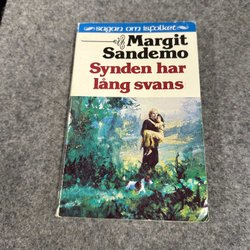 sagan om isfolket
Margit
Sandemo
Synden har
lång svans